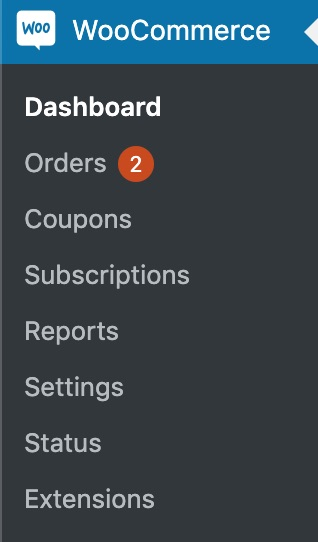 Woo WooCommerce
Dashboard
Orders 2
Coupons
Subscriptions
Reports
Settings
Status
Extensions